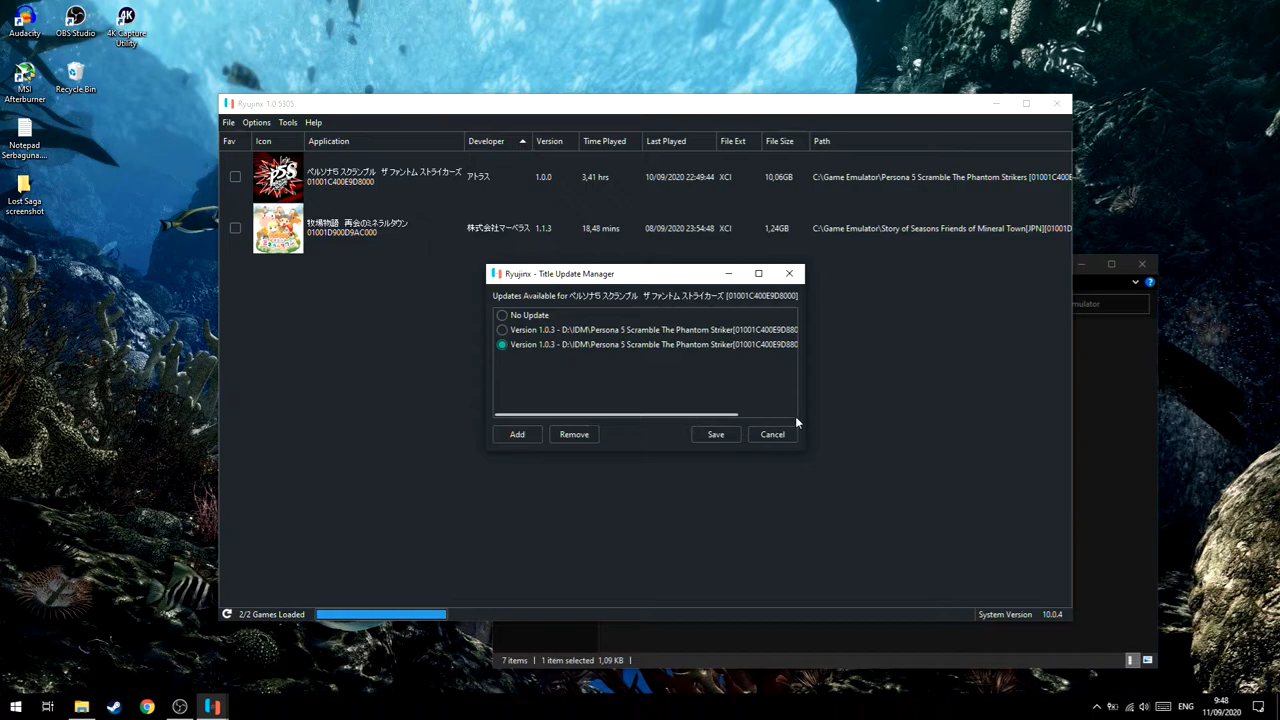 Audacity
OBS Studio
4K Capture
Utility
MSI
Afterburner
Recycle Bin
Notepad
Serbaguna....
Lost Saga
screenshot
Ryujinx 1.0.5305
File Options Tools Help
Fav Icon Application Developer Version Time Played Last Played File Ext File Size Path
ペルソナ5 スクランブル ザ ファントム ストライカーズ
01001C400E9D8000
アトラス 1.0.0 3,41 hrs 10/09/2020 22:49:44 XCI 10,06GB C:\Game Emulator\Persona 5 Scramble The Phantom Strikers [01001C400E
牧場物語 再会のミネラルタウン
01001D900D9AC000
株式会社マーベラス 1.1.3 18,48 mins 08/09/2020 23:54:48 XCI 1,24GB C:\Game Emulator\Story of Seasons Friends of Mineral Town[JPN][01001D
Ryujinx - Title Update Manager
Updates Available for ペルソナ5 スクランブル ザ ファントム ストライカーズ [01001C400E9D8000]
No Update
Version 1.0.3 - D:\IDM\Persona 5 Scramble The Phantom Striker[01001C400E9D880
Version 1.0.3 - D:\IDM\Persona 5 Scramble The Phantom Striker[01001C400E9D880
Add Remove Save Cancel
mulator
2/2 Games Loaded
System Version 10.0.4
7 items 1 item selected 1,09 KB
ENG
9:48
11/09/2020